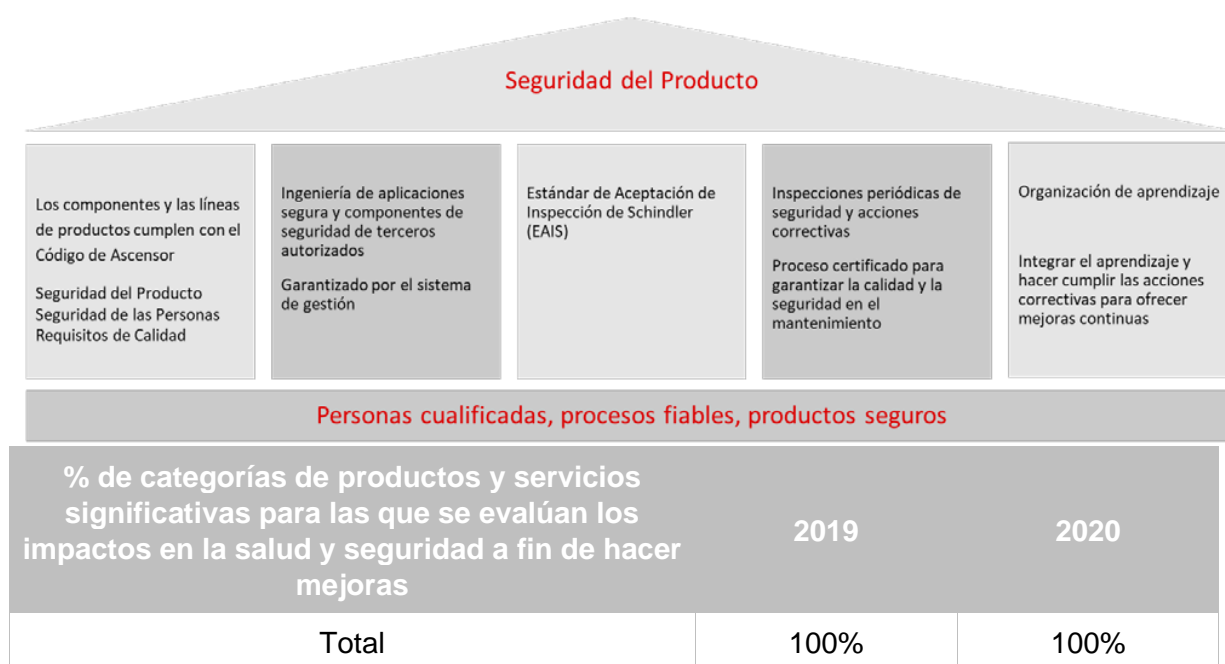 Seguridad del Producto
Los componentes y las líneas
de productos cumplen con el
Código de Ascensor
Seguridad del Producto
Seguridad de las Personas
Requisitos de Calidad
Ingeniería de aplicaciones
segura y componentes de
seguridad de terceros
autorizados
Garantizado por el sistema
de gestión
Estándar de Aceptación de
Inspección de Schindler
(EAIS)
Inspecciones periódicas de
seguridad y acciones
correctivas
Proceso certificado para
garantizar la calidad y la
seguridad en el
mantenimiento
Organización de aprendizaje
Integrar el aprendizaje y
hacer cumplir las acciones
correctivas para ofrecer
mejoras continuas
Personas cualificadas, procesos fiables, productos seguros
% de categorías de productos y servicios
significativas para las que se evalúan los
impactos en la salud y seguridad a fin de hacer
mejoras
2019
2020
Total
100%
100%